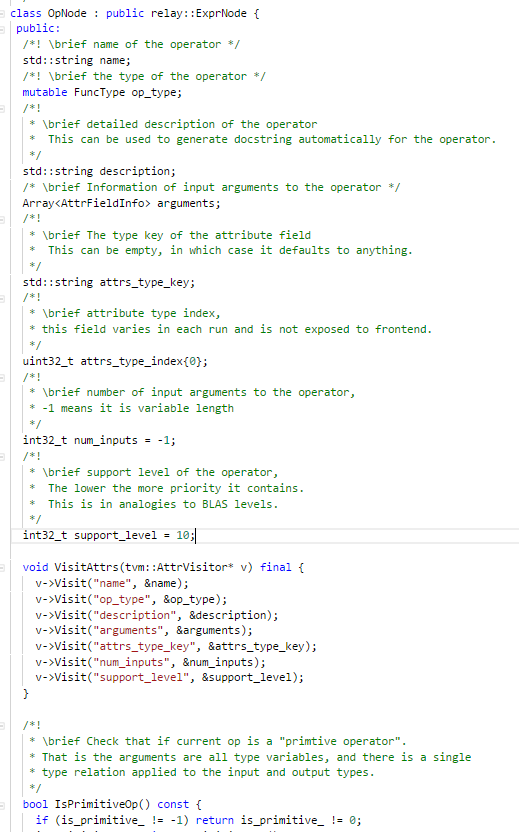 class OpNode : public relay::ExprNode {
 public:
  /*! \brief name of the operator */
  std::string name;
  /*! \brief the type of the operator */
  mutable FuncType op_type;
  /*!
   * \brief detailed description of the operator
   *  This can be used to generate docstring automatically for the operator.
   */
  std::string description;
  /* \brief Information of input arguments to the operator */
  Array<AttrFieldInfo> arguments;
  /*!
   * \brief The type key of the attribute field
   *  This can be empty, in which case it defaults to anything.
   */
  std::string attrs_type_key;
  /*!
   * \brief attribute type index,
   * this field varies in each run and is not exposed to frontend.
   */
  uint32_t attrs_type_index{0};
  /*!
   * \brief number of input arguments to the operator,
   * -1 means it is variable length
   */
  int32_t num_inputs = -1;
  /*!
   * \brief support level of the operator,
   *  The lower the more priority it contains.
   *  This is in analogies to BLAS levels.
   */
  int32_t support_level = 10;

  void VisitAttrs(tvm::AttrVisitor* v) final {
    v->Visit("name", &name);
    v->Visit("op_type", &op_type);
    v->Visit("description", &description);
    v->Visit("arguments", &arguments);
    v->Visit("attrs_type_key", &attrs_type_key);
    v->Visit("num_inputs", &num_inputs);
    v->Visit("support_level", &support_level);
  }

  /*!
   * \brief Check that if current op is a "primtive operator".
   * That is the arguments are all type variables, and there is a single
   * type relation applied to the input and output types.
   */
  bool IsPrimitiveOp() const {
    if (is_primitive_ != -1) return is_primitive_ != 0;